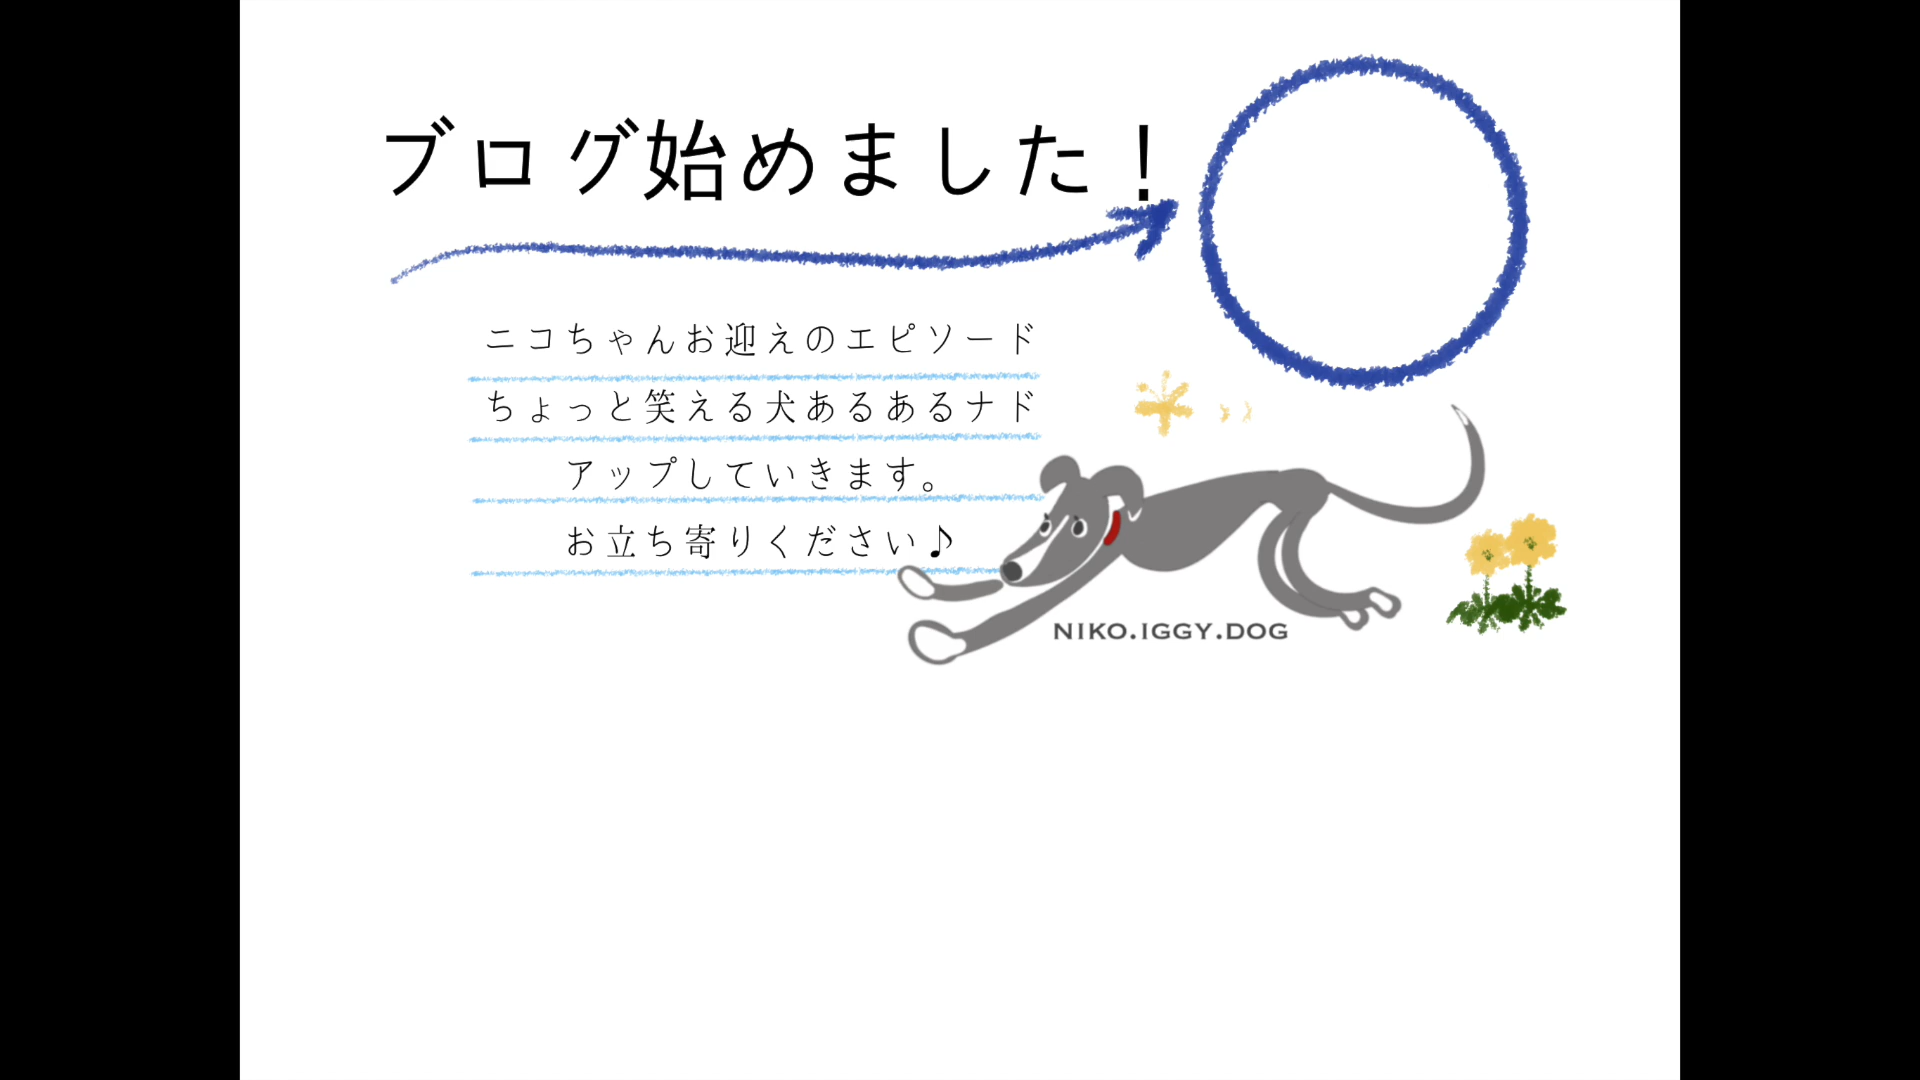 ブログ始めました！
ニコちゃんお迎えのエピソード
ちょっと笑える犬あるあるナド
アップしていきます。
お立ち寄りください♪
NIKO.IGGY.DOG